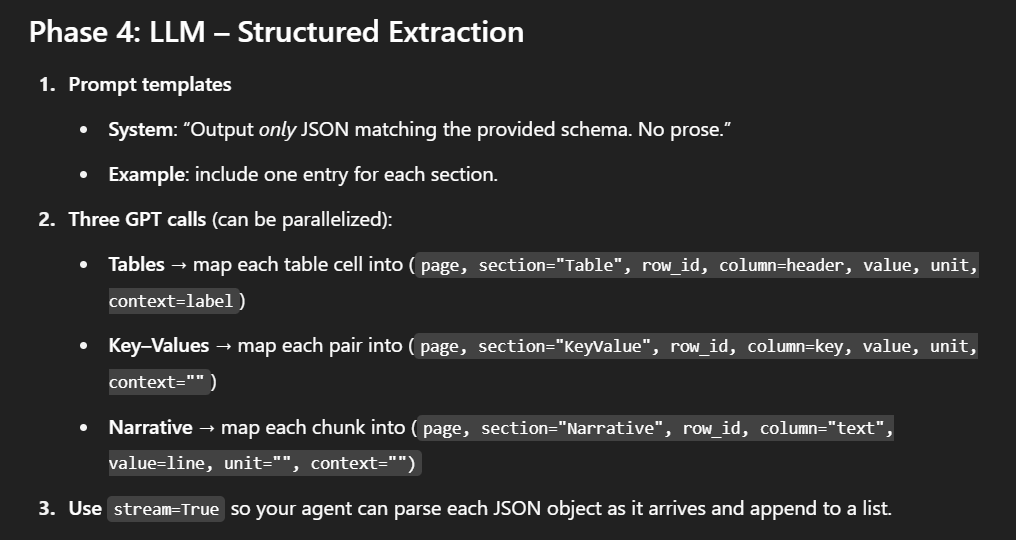 Phase 4: LLM – Structured Extraction
1. Prompt templates
• System: “Output only JSON matching the provided schema. No prose.”
• Example: include one entry for each section.
2. Three GPT calls (can be parallelized):
• Tables → map each table cell into ( page, section="Table", row_id, column=header, value, unit,
context=label )
• Key–Values → map each pair into ( page, section="KeyValue", row_id, column=key, value, unit,
context="" )
• Narrative → map each chunk into ( page, section="Narrative", row_id, column="text",
value=line, unit="", context="")
3. Use stream=True so your agent can parse each JSON object as it arrives and append to a list.